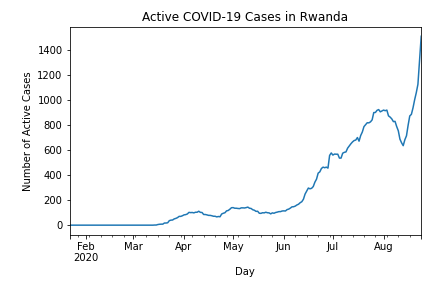 Active COVID-19 Cases in Rwanda
Number of Active Cases
1400
1200
1000
800
600
400
200
0
Feb Mar Apr May Jun Jul Aug
2020
Day